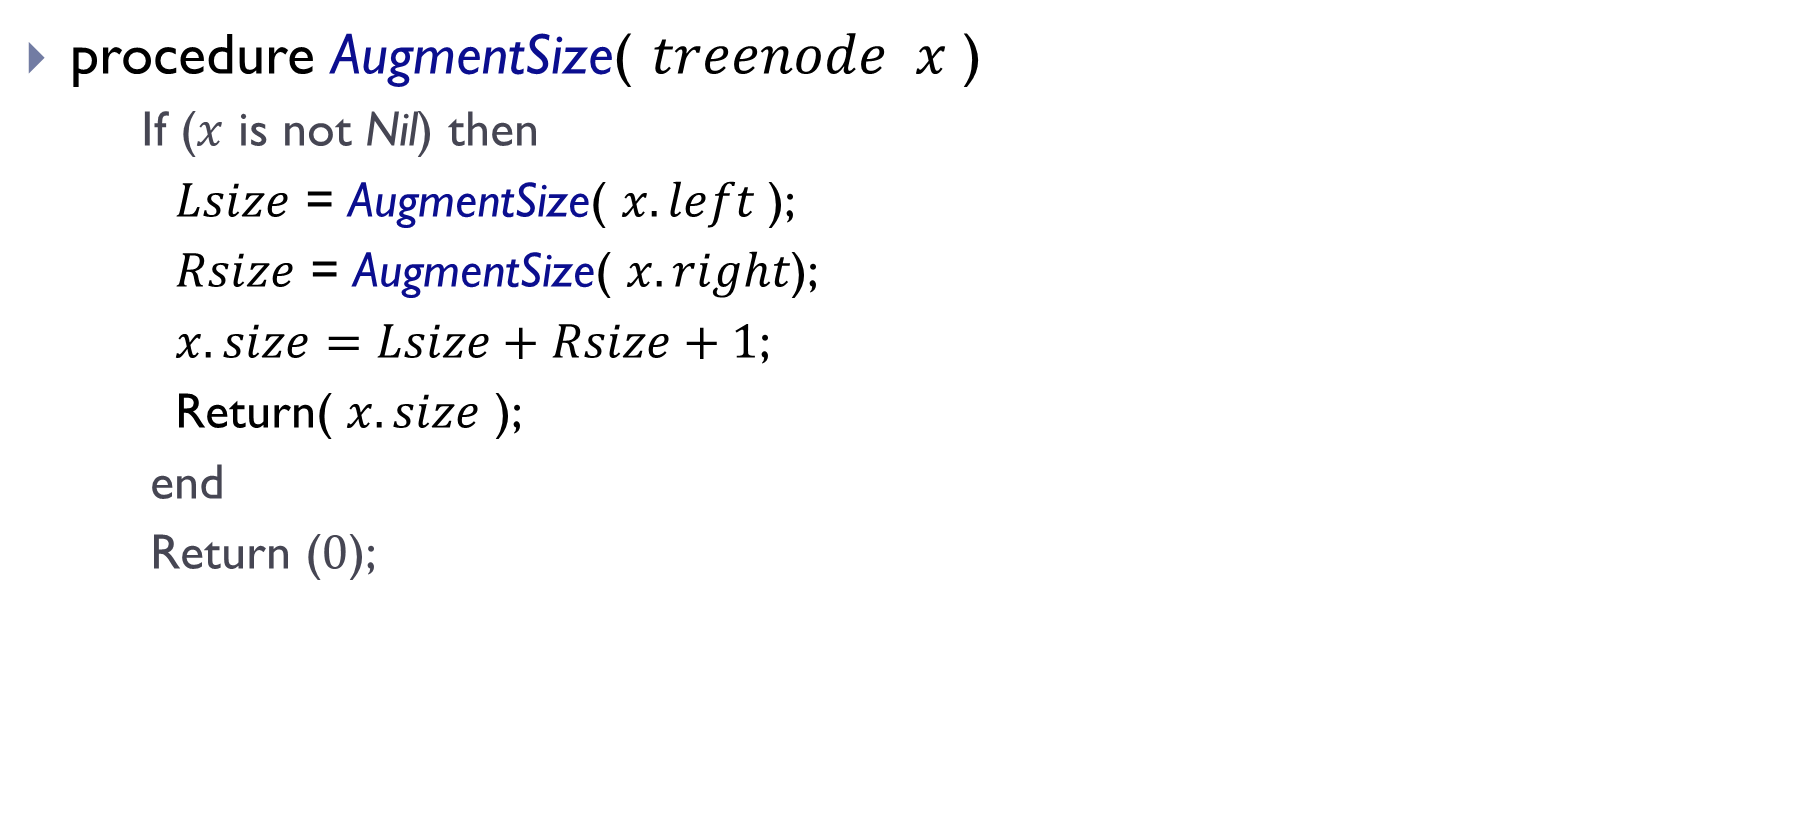 procedure AugmentSize( treenode x )
If (x is not Nil) then
Lsize = AugmentSize( x.left );
Rsize = AugmentSize( x.right);
x.size = Lsize + Rsize + 1;
Return( x.size );
end
Return (0);